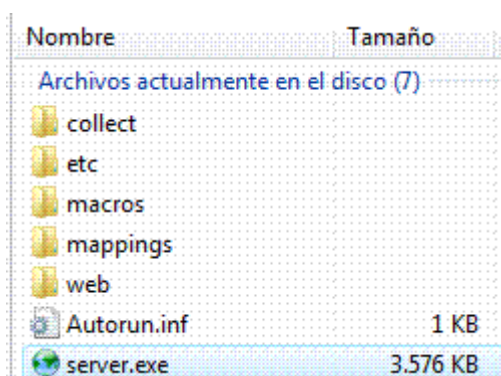 Nombre Tamaño
Archivos actualmente en el disco (7)
collect
etc
macros
mappings
web
Autorun.inf 1 KB
server.exe 3.576 KB